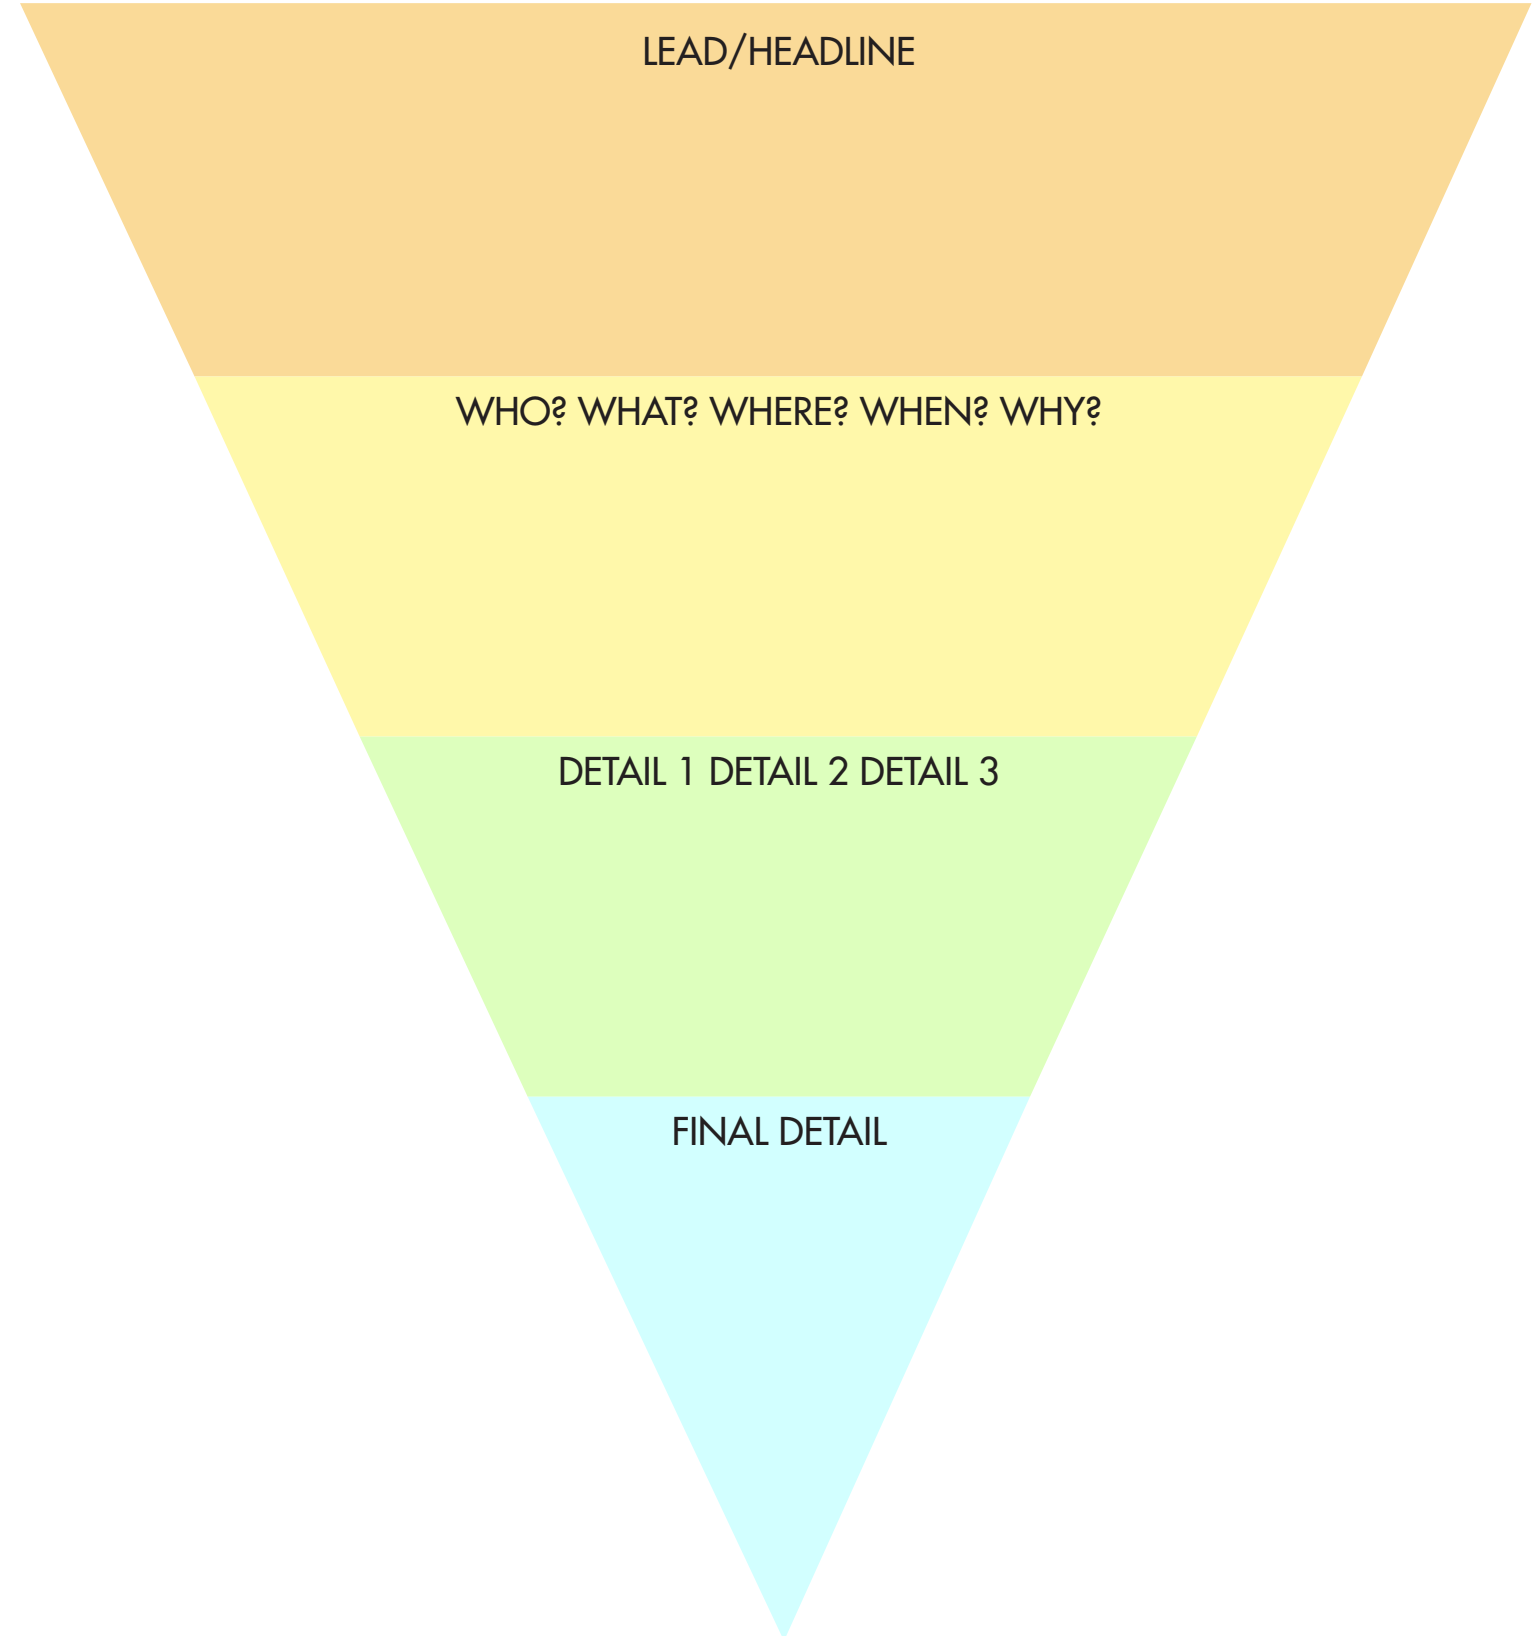 LEAD/HEADLINE
WHO? WHAT? WHERE? WHEN? WHY?
DETAIL 1 DETAIL 2 DETAIL 3
FINAL DETAIL